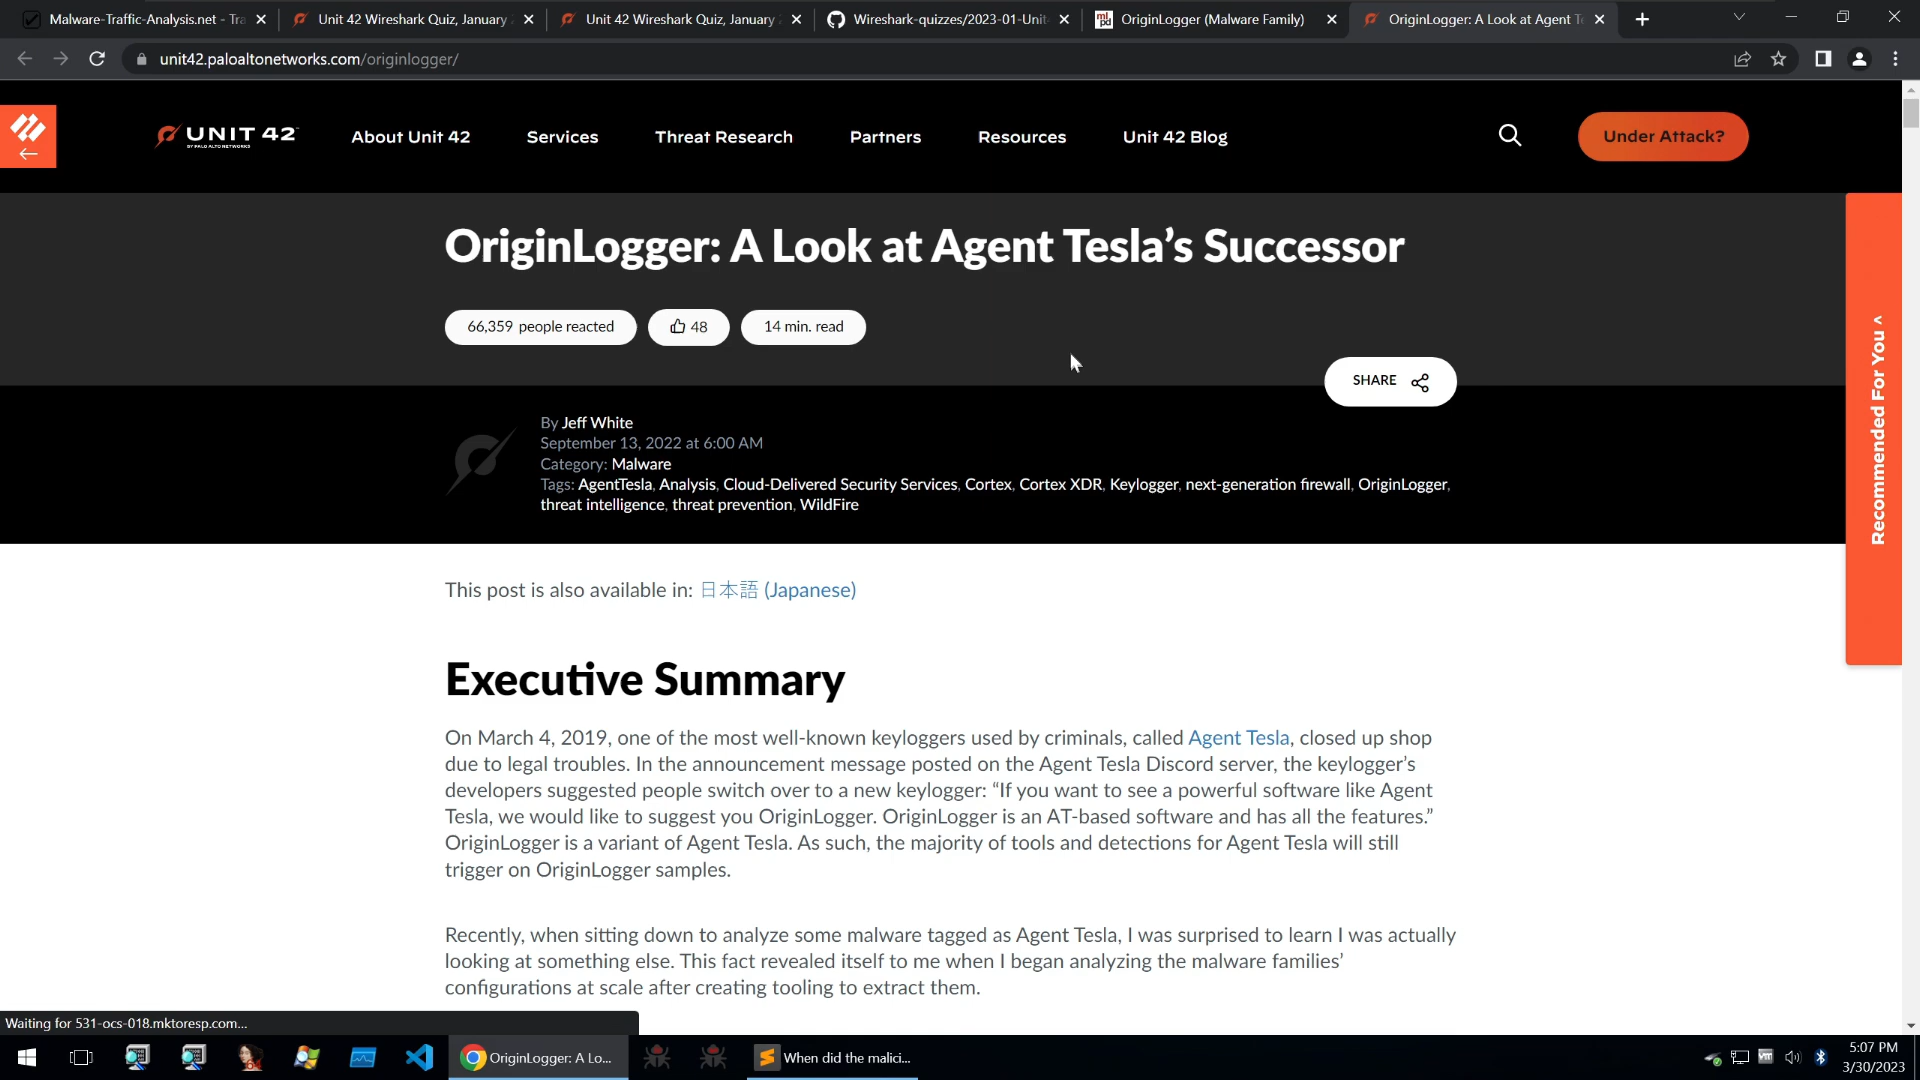 Malware-Traffic-Analysis.net - Tra
Unit 42 Wireshark Quiz, January
Unit 42 Wireshark Quiz, January
Wireshark-quizzes/2023-01-Unit
OriginLogger (Malware Family)
OriginLogger: A Look at Agent Te
unit42.paloaltonetworks.com/originlogger/
UNIT 42
BY PALO ALTO NETWORKS
About Unit 42
Services
Threat Research
Partners
Resources
Unit 42 Blog
Under Attack?
OriginLogger: A Look at Agent Tesla’s Successor
66,359 people reacted
48
14 min. read
SHARE
Recommended For You ^
By Jeff White
September 13, 2022 at 6:00 AM
Category: Malware
Tags: AgentTesla, Analysis, Cloud-Delivered Security Services, Cortex, Cortex XDR, Keylogger, next-generation firewall, OriginLogger,
threat intelligence, threat prevention, WildFire
This post is also available in: 日本語 (Japanese)
Executive Summary
On March 4, 2019, one of the most well-known keyloggers used by criminals, called Agent Tesla, closed up shop
due to legal troubles. In the announcement message posted on the Agent Tesla Discord server, the keylogger’s
developers suggested people switch over to a new keylogger: “If you want to see a powerful software like Agent
Tesla, we would like to suggest you OriginLogger. OriginLogger is an AT-based software and has all the features.”
OriginLogger is a variant of Agent Tesla. As such, the majority of tools and detections for Agent Tesla will still
trigger on OriginLogger samples.
Recently, when sitting down to analyze some malware tagged as Agent Tesla, I was surprised to learn I was actually
looking at something else. This fact revealed itself to me when I began analyzing the malware families’
configurations at scale after creating tooling to extract them.
Waiting for 531-ocs-018.mktoresp.com...
OriginLogger: A Lo...
When did the malici...
5:07 PM
3/30/2023